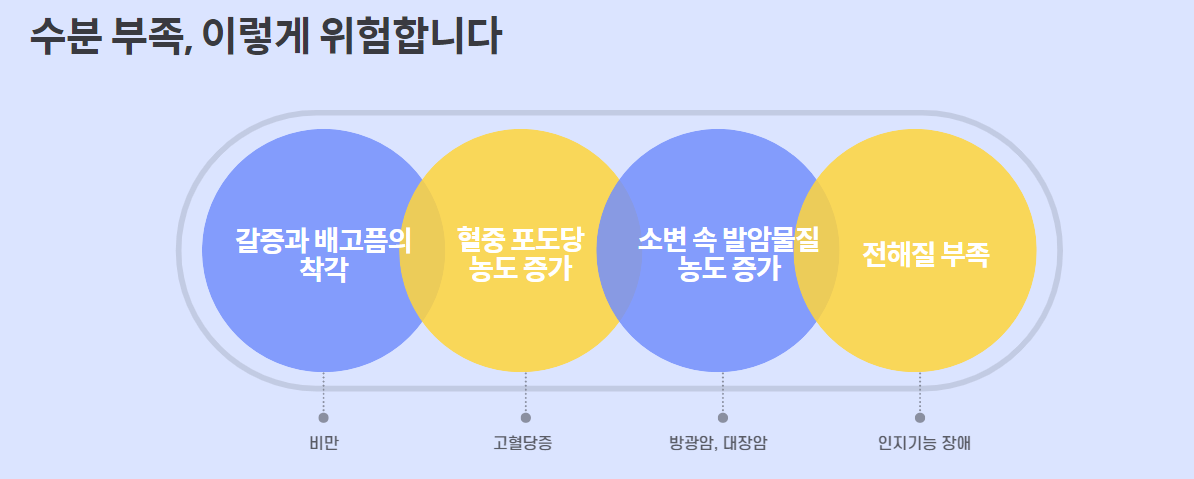 수분 부족, 이렇게 위험합니다
갈증과 배고픔의
착각
혈중 포도당
농도 증가
소변 속 발암물질
농도 증가
전해질 부족
비만
고혈당증
방광암, 대장암
인지기능 장애